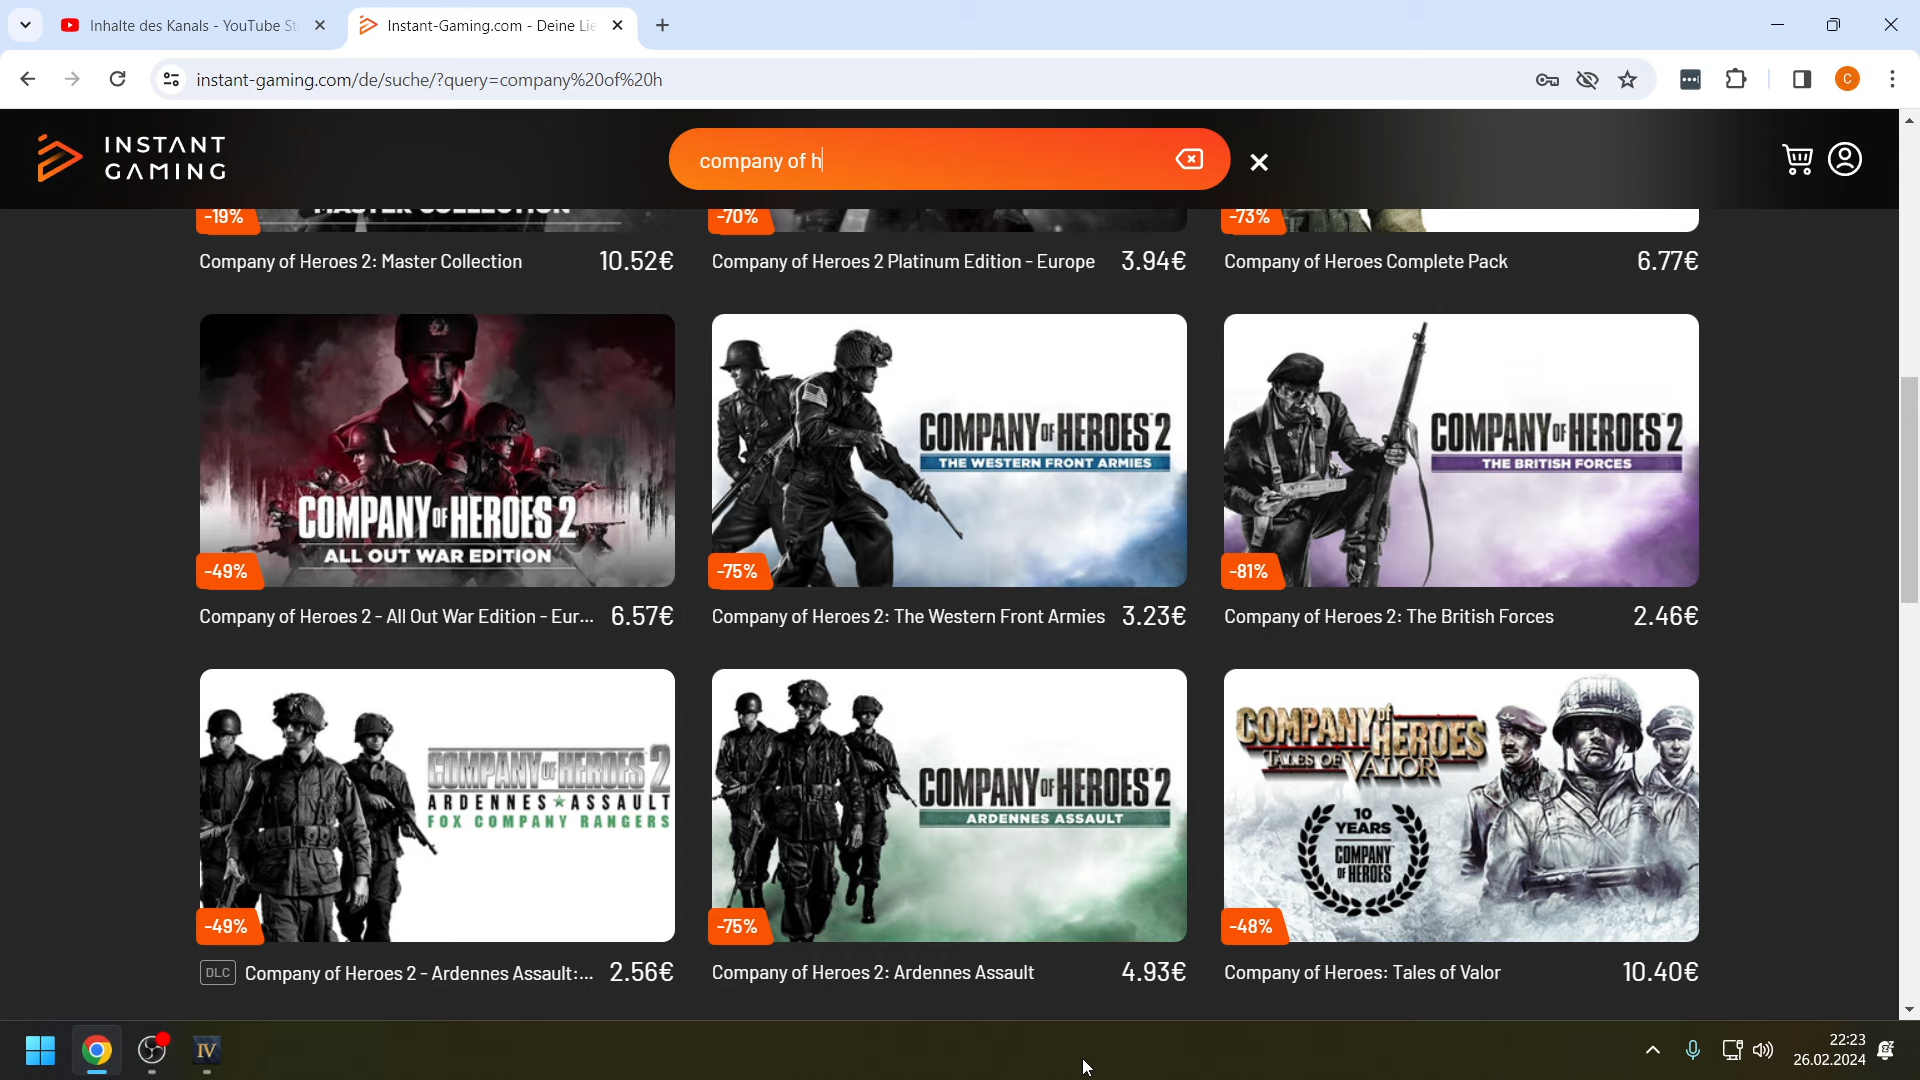 Inhalte des Kanals - YouTube St
Instant-Gaming.com - Deine Lie
instant-gaming.com/de/suche/?query=company%20of%20h
C
INSTANT
GAMING
company of h
-19%
-70%
-73%
Company of Heroes 2: Master Collection 10.52€
Company of Heroes 2 Platinum Edition - Europe 3.94€
Company of Heroes Complete Pack 6.77€
COMPANY OF HEROES 2
ALL OUT WAR EDITION
-49%
COMPANY OF HEROES 2
THE WESTERN FRONT ARMIES
-75%
COMPANY OF HEROES 2
THE BRITISH FORCES
-81%
Company of Heroes 2 - All Out War Edition - Eur... 6.57€
Company of Heroes 2: The Western Front Armies 3.23€
Company of Heroes 2: The British Forces 2.46€
COMPANY OF HEROES 2
ARDENNES★ASSAULT
FOX COMPANY RANGERS
-49%
COMPANY OF HEROES 2
ARDENNES ASSAULT
-75%
COMPANY of HEROES
TALES OF VALOR
10
YEARS
COMPANY
OF HEROES
-48%
DLC Company of Heroes 2 - Ardennes Assault:... 2.56€
Company of Heroes 2: Ardennes Assault 4.93€
Company of Heroes: Tales of Valor 10.40€
IV
22:23
26.02.2024